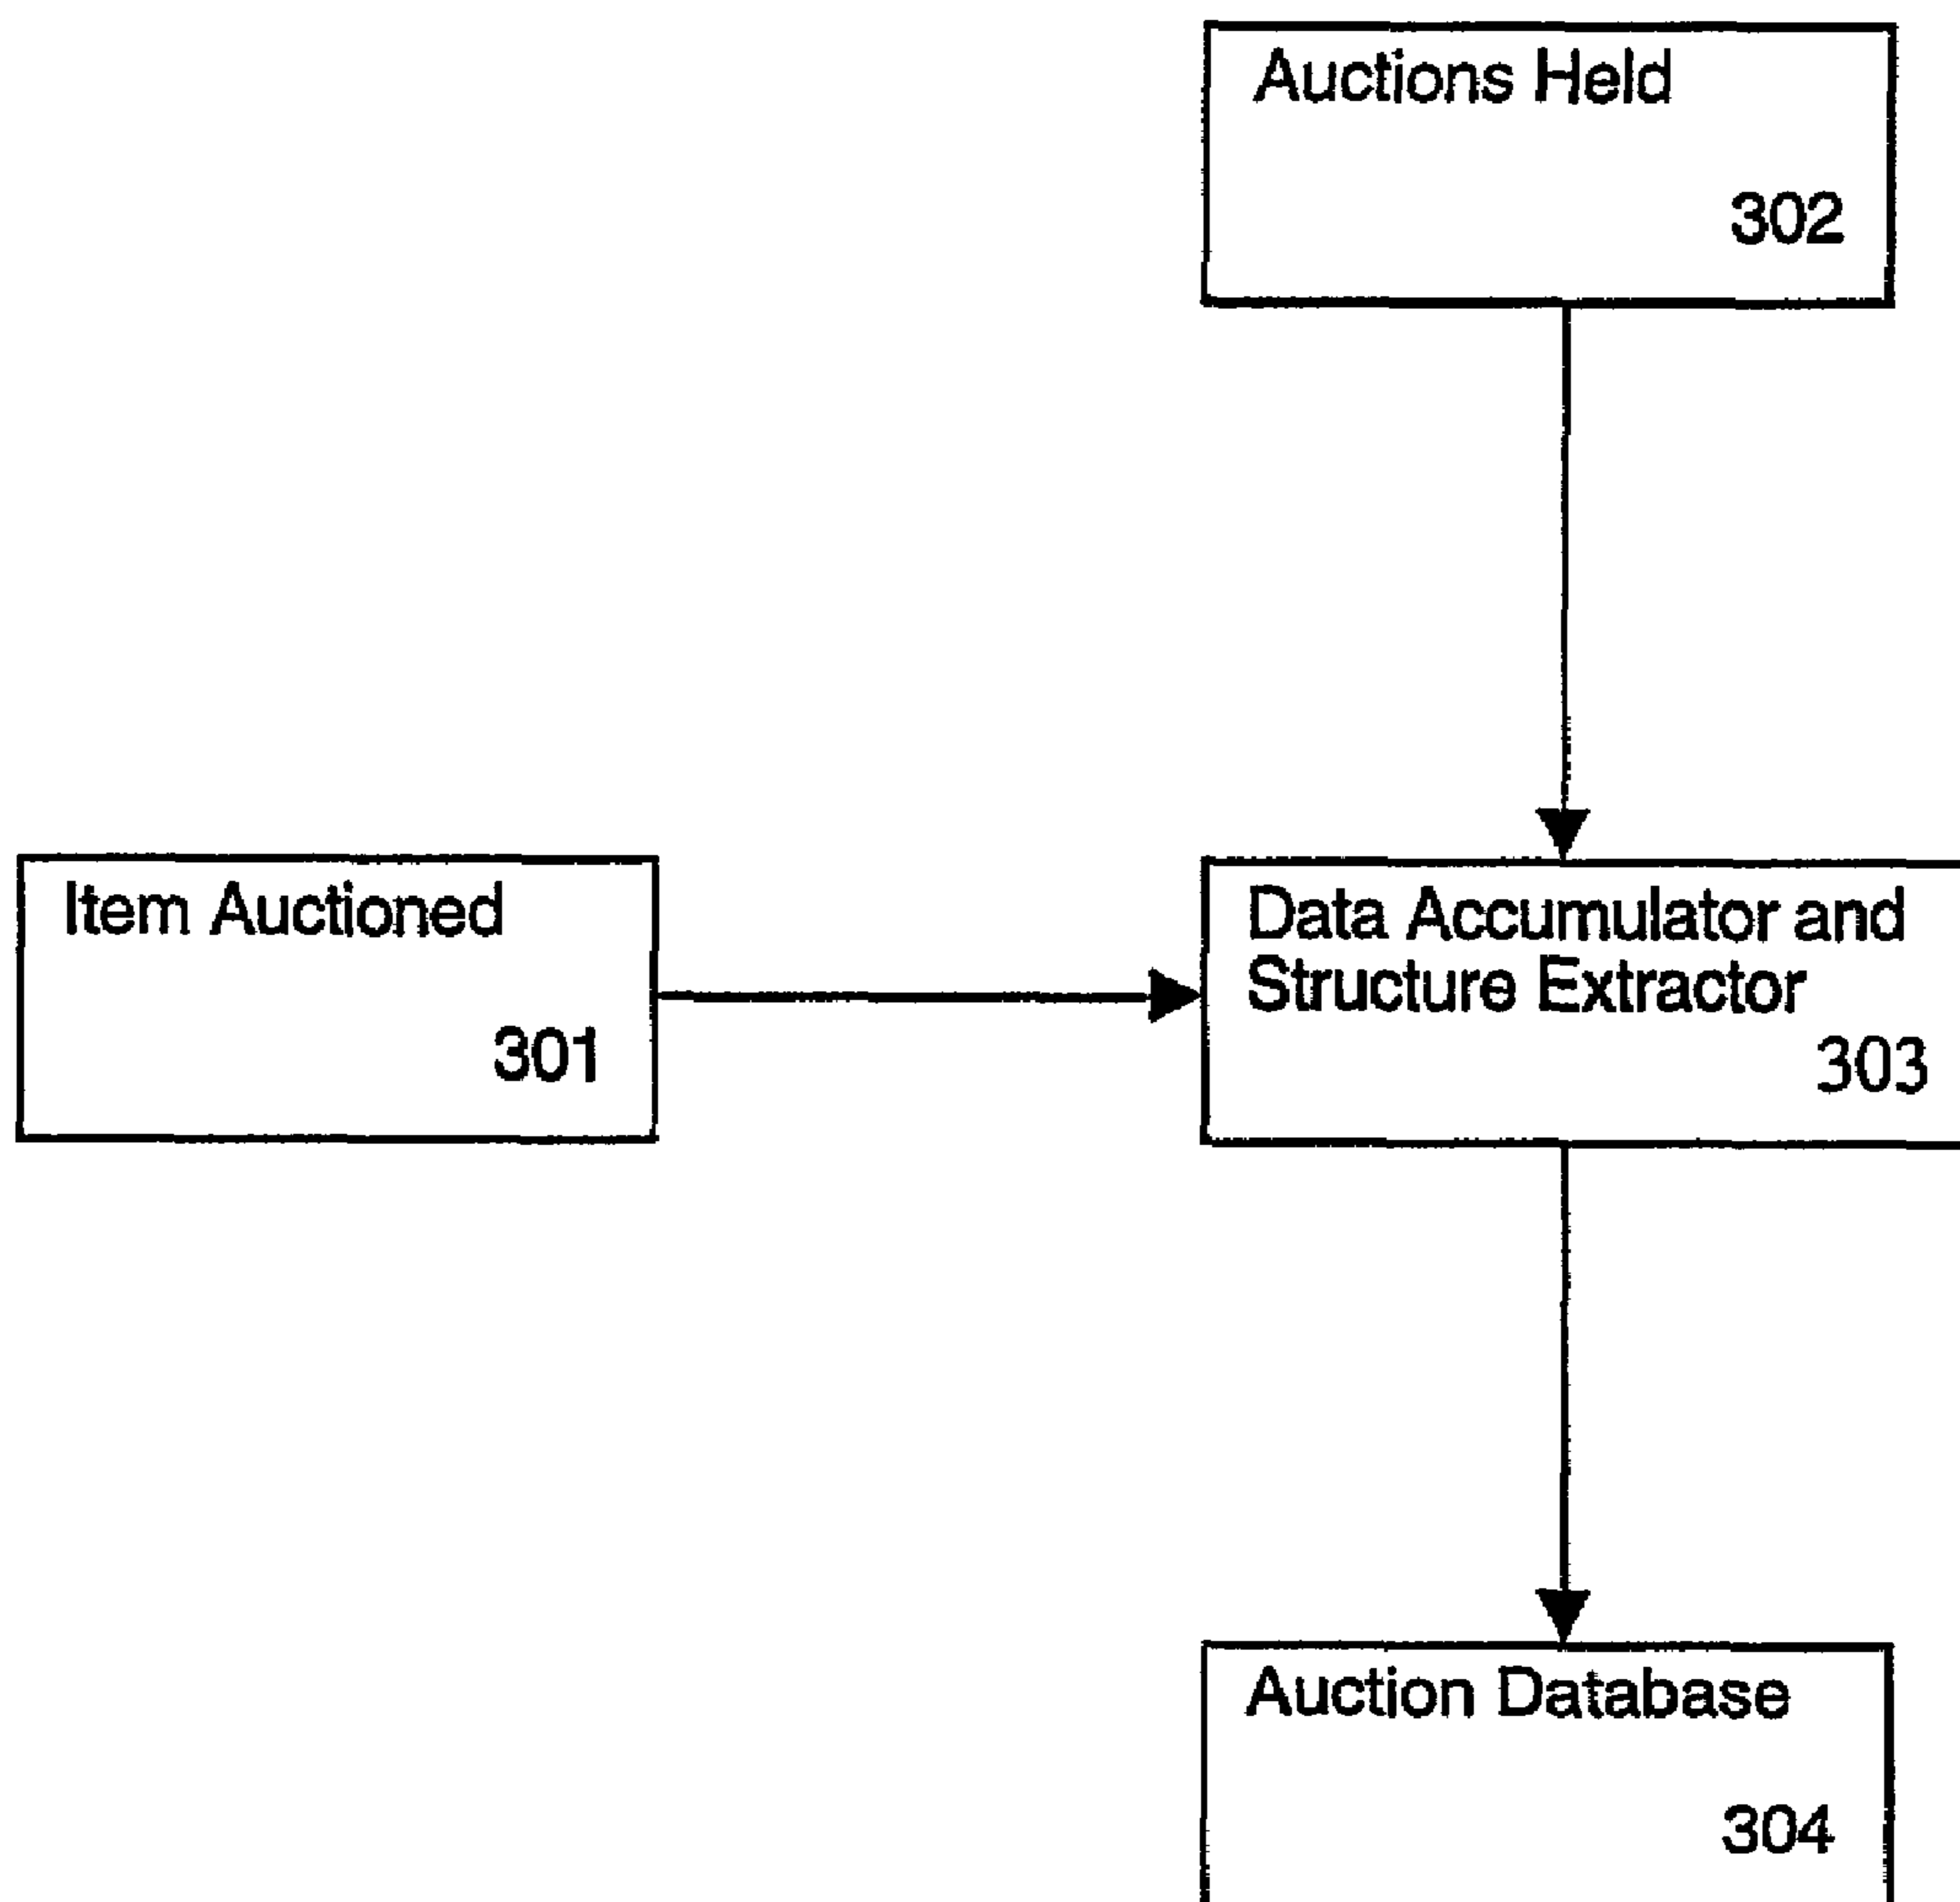 Auctions Held
302
Item Auctioned
301
Data Accumulator and
Structure Extractor
303
Auction Database
304